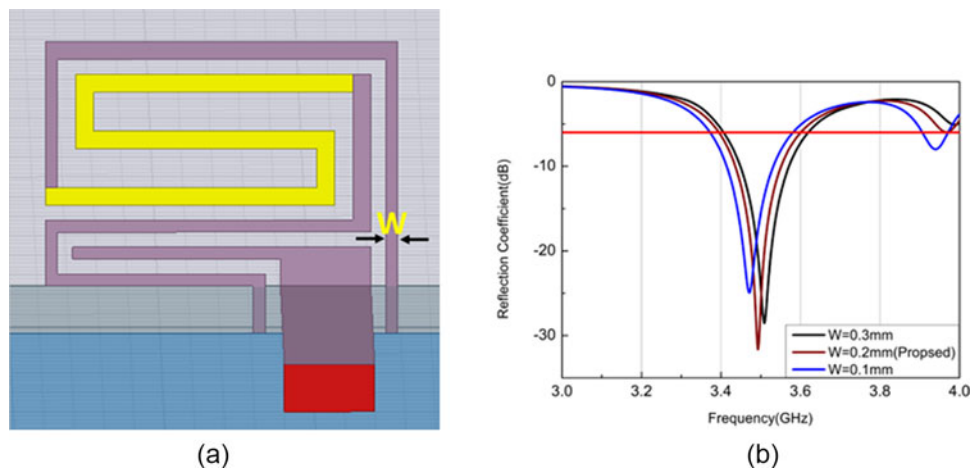 W
(a)
0
-10
-20
-30
Reflection Coefficient(dB)
W=0.3mm
W=0.2mm(Propsed)
W=0.1mm
3.0 3.2 3.4 3.6 3.8 4.0
Frequency(GHz)
(b)